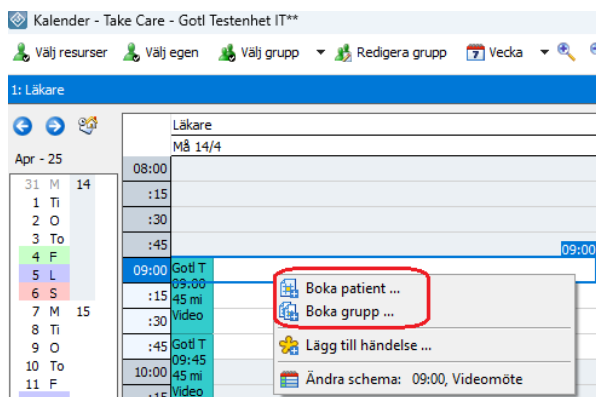 Kalender - Take Care - Gotl Testenhet IT**
Välj resurser Välj egen Välj grupp Redigera grupp 7 Vecka
1: Läkare
Apr - 25
31 M 14
1 Ti
2 O
3 To
4 F
5 L
6 S
7 M 15
8 Ti
9 O
10 To
11 F
Läkare
Må 14/4
08:00
:15
:30
:45
09:00
09:00 Gotl T
09:00
:15 45 mi
:30 Video
:45 Gotl T
09:45
10:00 45 mi
:15 Video
Boka patient ...
Boka grupp ...
Lägg till händelse ...
Ändra schema: 09:00, Videomöte